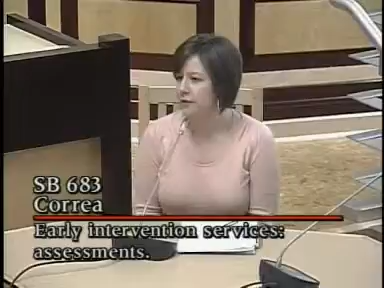 SB 683
Correa
Early intervention services:
assessments.